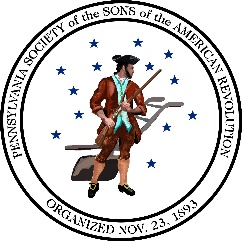 PENNSYLVANIA SOCIETY of the SONS of the AMERICAN REVOLUTION
ORGANIZED NOV. 23, 1893